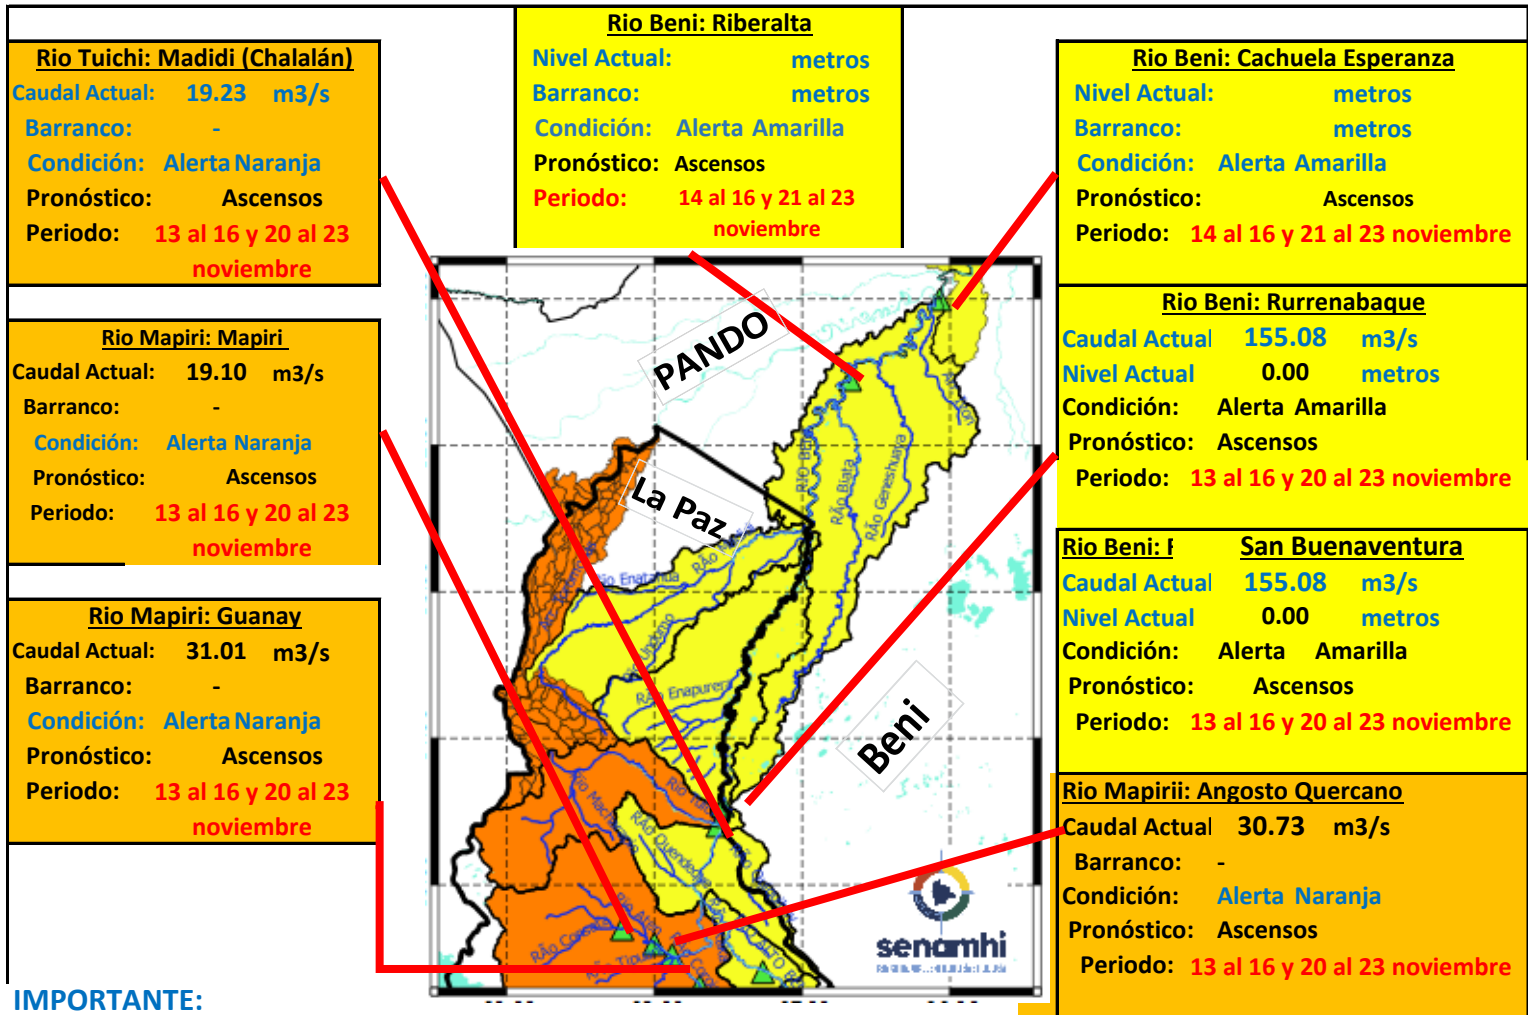 Rio Tuichi: Madidi (Chalalán)
Caudal Actual: 19.23 m3/s
Barranco: -
Condición: Alerta Naranja
Pronóstico: Ascensos
Periodo: 13 al 16 y 20 al 23
noviembre
Rio Mapiri: Mapiri
Caudal Actual: 19.10 m3/s
Barranco: -
Condición: Alerta Naranja
Pronóstico: Ascensos
Periodo: 13 al 16 y 20 al 23
noviembre
Rio Mapiri: Guanay
Caudal Actual: 31.01 m3/s
Barranco: -
Condición: Alerta Naranja
Pronóstico: Ascensos
Periodo: 13 al 16 y 20 al 23
noviembre
IMPORTANTE:
Rio Beni: Riberalta
Nivel Actual: metros
Barranco: metros
Condición: Alerta Amarilla
Pronóstico: Ascensos
Periodo: 14 al 16 y 21 al 23
noviembre
PANDO
La Paz
Beni
RÃo Biata
RÃo Geneshuaya
RÃo Enapurera
RÃo Quendeque
senamhi
Rio Beni: Cachuela Esperanza
Nivel Actual: metros
Barranco: metros
Condición: Alerta Amarilla
Pronóstico: Ascensos
Periodo: 14 al 16 y 21 al 23 noviembre
Rio Beni: Rurrenabaque
Caudal Actual 155.08 m3/s
Nivel Actual 0.00 metros
Condición: Alerta Amarilla
Pronóstico: Ascensos
Periodo: 13 al 16 y 20 al 23 noviembre
Rio Beni: San Buenaventura
Caudal Actual 155.08 m3/s
Nivel Actual 0.00 metros
Condición: Alerta Amarilla
Pronóstico: Ascensos
Periodo: 13 al 16 y 20 al 23 noviembre
Rio Mapirii: Angosto Quercano
Caudal Actual 30.73 m3/s
Barranco: -
Condición: Alerta Naranja
Pronóstico: Ascensos
Periodo: 13 al 16 y 20 al 23 noviembre